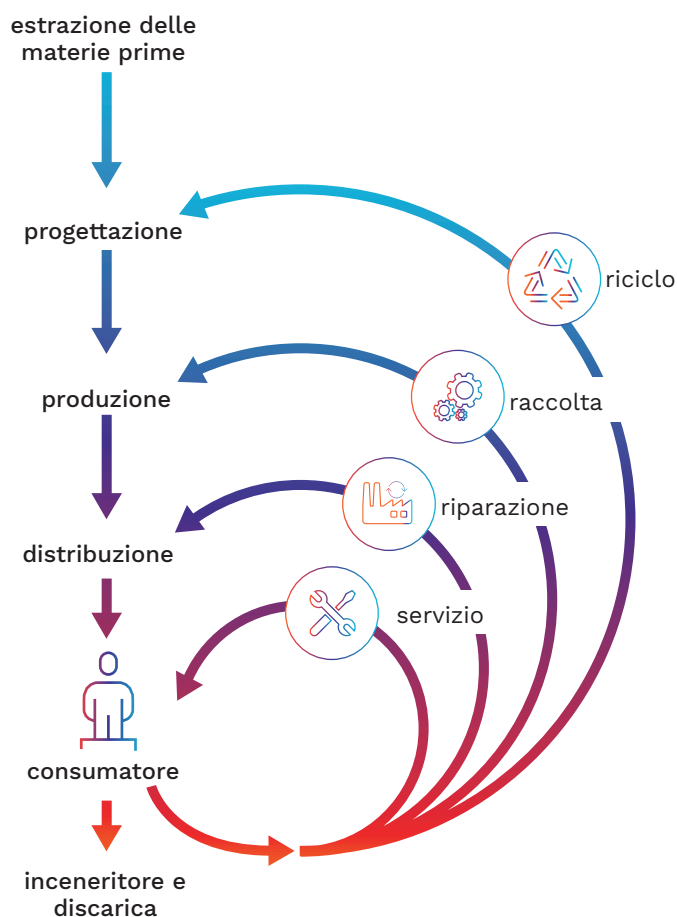 estrazione delle
materie prime
progettazione
riciclo
produzione
raccolta
riparazione
distribuzione
servizio
consumatore
inceneritore e
discarica